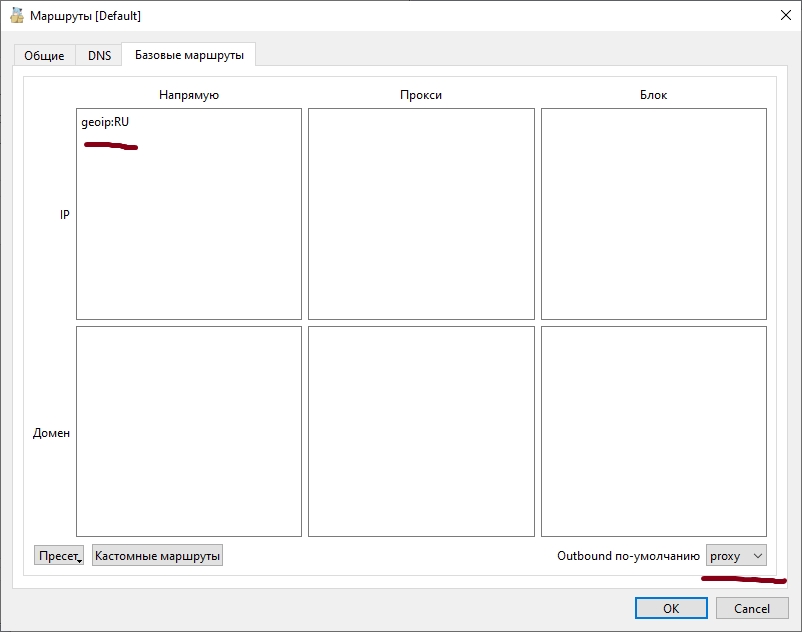 Маршруты [Default]
Общие DNS Базовые маршруты
Напрямую Прокси Блок
geoip:RU
IP
Домен
Пресет Кастомные маршруты Outbound по-умолчанию proxy
OK Cancel